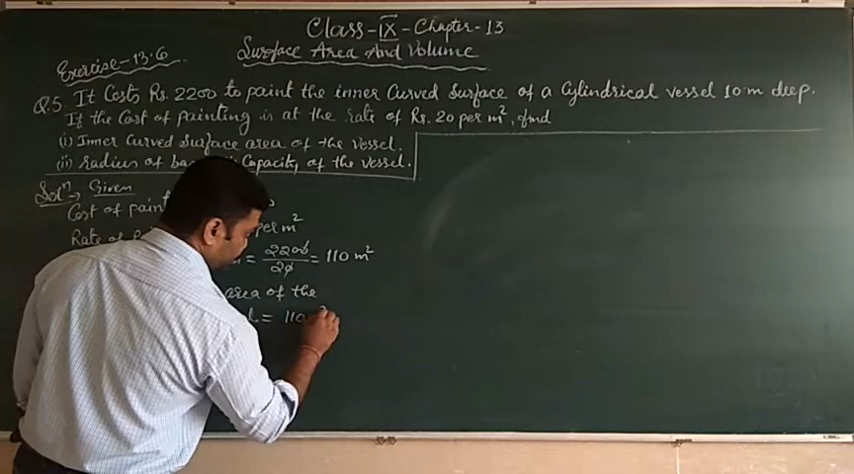 Class-IX-Chapter-13
Surface Area And Volume
Exercise-13.6
Q.5. It Costs Rs. 2200 to paint the inner Curved Surface of a Cylindrical vessel 10 m deep.
If the Cost of Painting is at the rate of Rs. 20 per m², find
(i) Inner Curved Surface area of the vessel.
(ii) radius of Capacity of the vessel.
Solⁿ → Given
Cost of
Rate of per m²
= 2200/20 = 110 m²
area of the
= 110